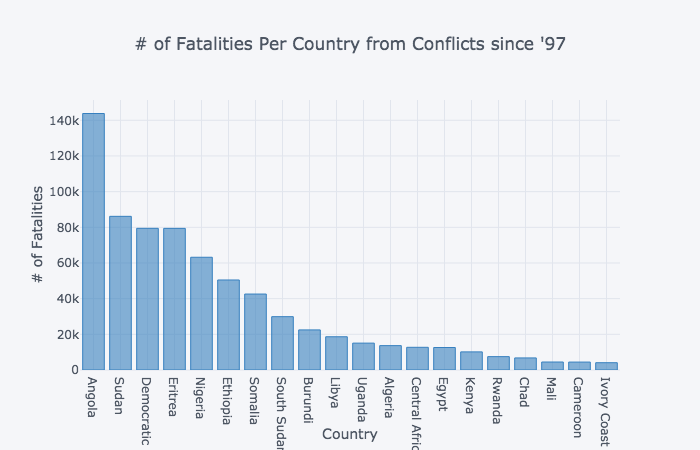 # of Fatalities Per Country from Conflicts since '97
# of Fatalities
140k
120k
100k
80k
60k
40k
20k
0
Angola
Sudan
Democratic
Eritrea
Nigeria
Ethiopia
Somalia
South Sudan
Burundi
Libya
Uganda
Algeria
Central Afric
Egypt
Kenya
Rwanda
Chad
Mali
Cameroon
Ivory Coast
Country